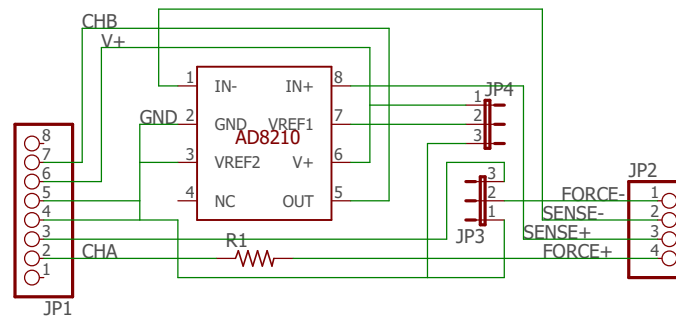 CHB
V+
1 IN- IN+ 8
JP4
1
GND 2 GND VREF1 7 2
AD8210
8
3 VREF2 V+ 6 3
7
6
JP2
5 4 NC OUT 5 3 FORCE- 1
4 2 SENSE- 2
3 1 SENSE+ 3
JP3
2 CHA R1 FORCE+ 4
1
JP1